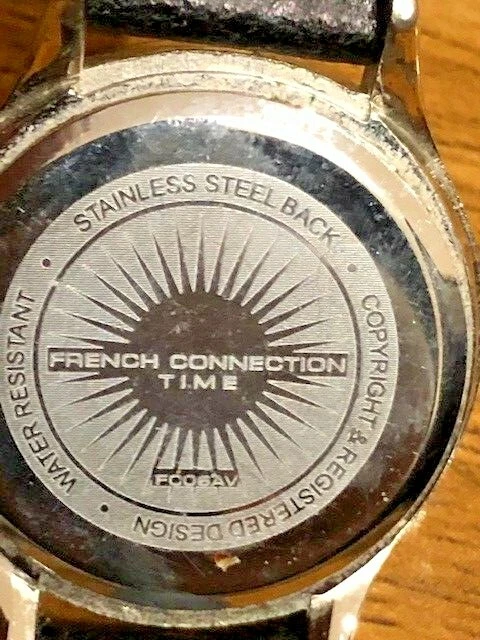 STAINLESS STEEL BACK
COPYRIGHT & REGISTERED DESIGN
WATER RESISTANT
FRENCH CONNECTION
TIME
FC06AV